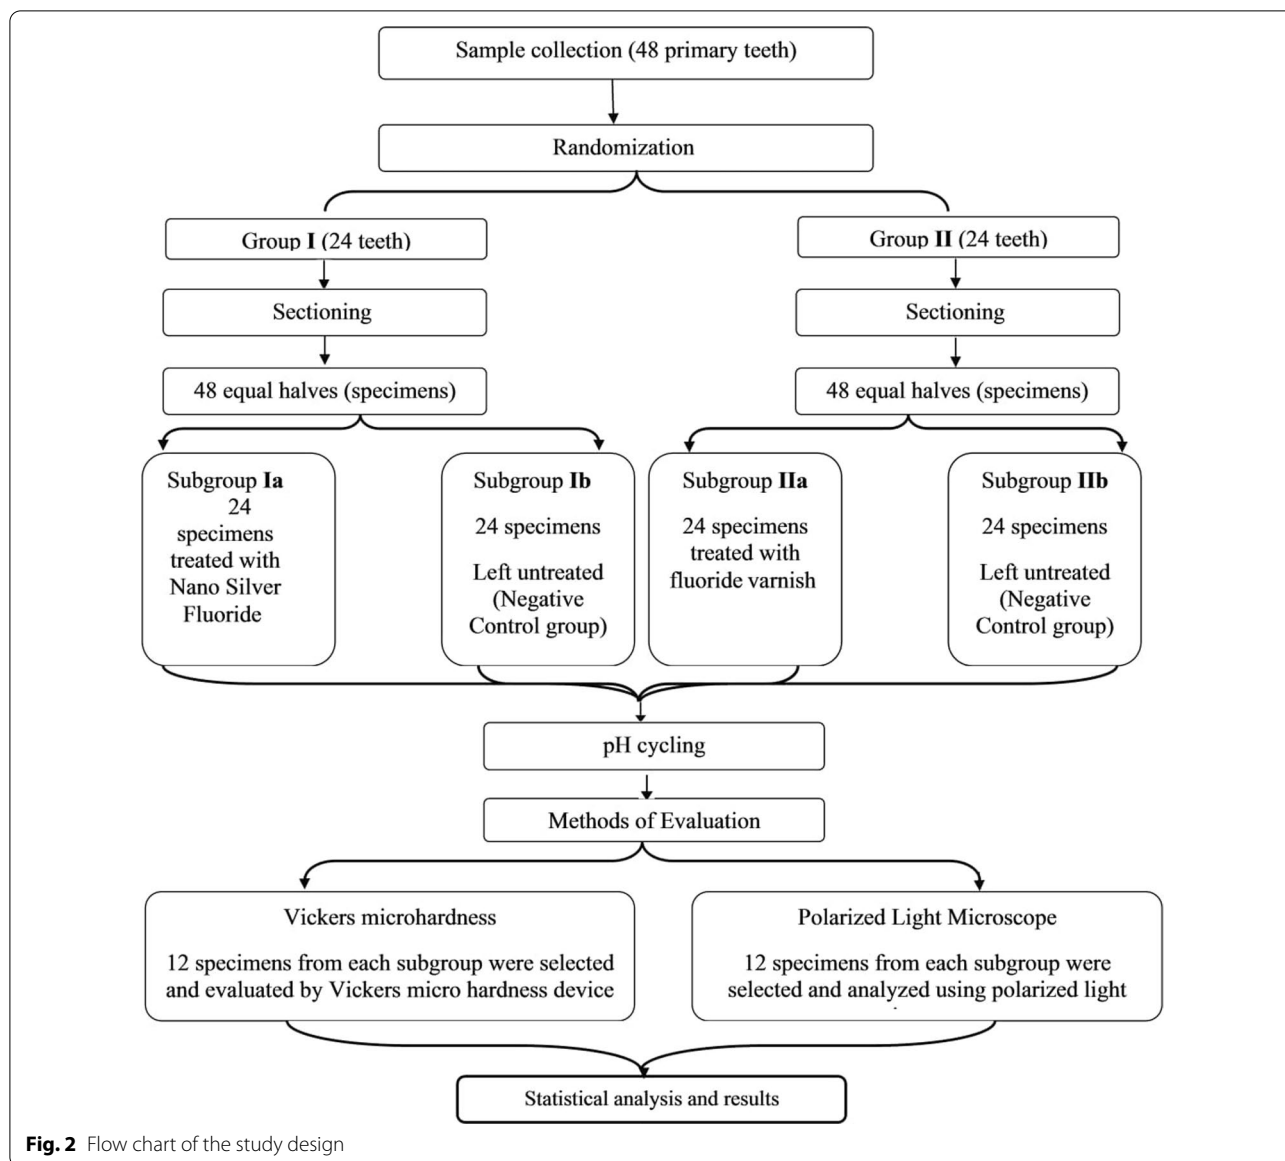 Sample collection (48 primary teeth)
Randomization
Group I (24 teeth)
Group II (24 teeth)
Sectioning
Sectioning
48 equal halves (specimens)
48 equal halves (specimens)
Subgroup Ia
24
specimens
treated with
Nano Silver
Fluoride
Subgroup Ib
24 specimens
Left untreated
(Negative
Control group)
Subgroup IIa
24 specimens
treated with
fluoride varnish
Subgroup IIb
24 specimens
Left untreated
(Negative
Control group)
pH cycling
Methods of Evaluation
Vickers microhardness
12 specimens from each subgroup were selected
and evaluated by Vickers micro hardness device
Polarized Light Microscope
12 specimens from each subgroup were
selected and analyzed using polarized light
Statistical analysis and results
Fig. 2 Flow chart of the study design